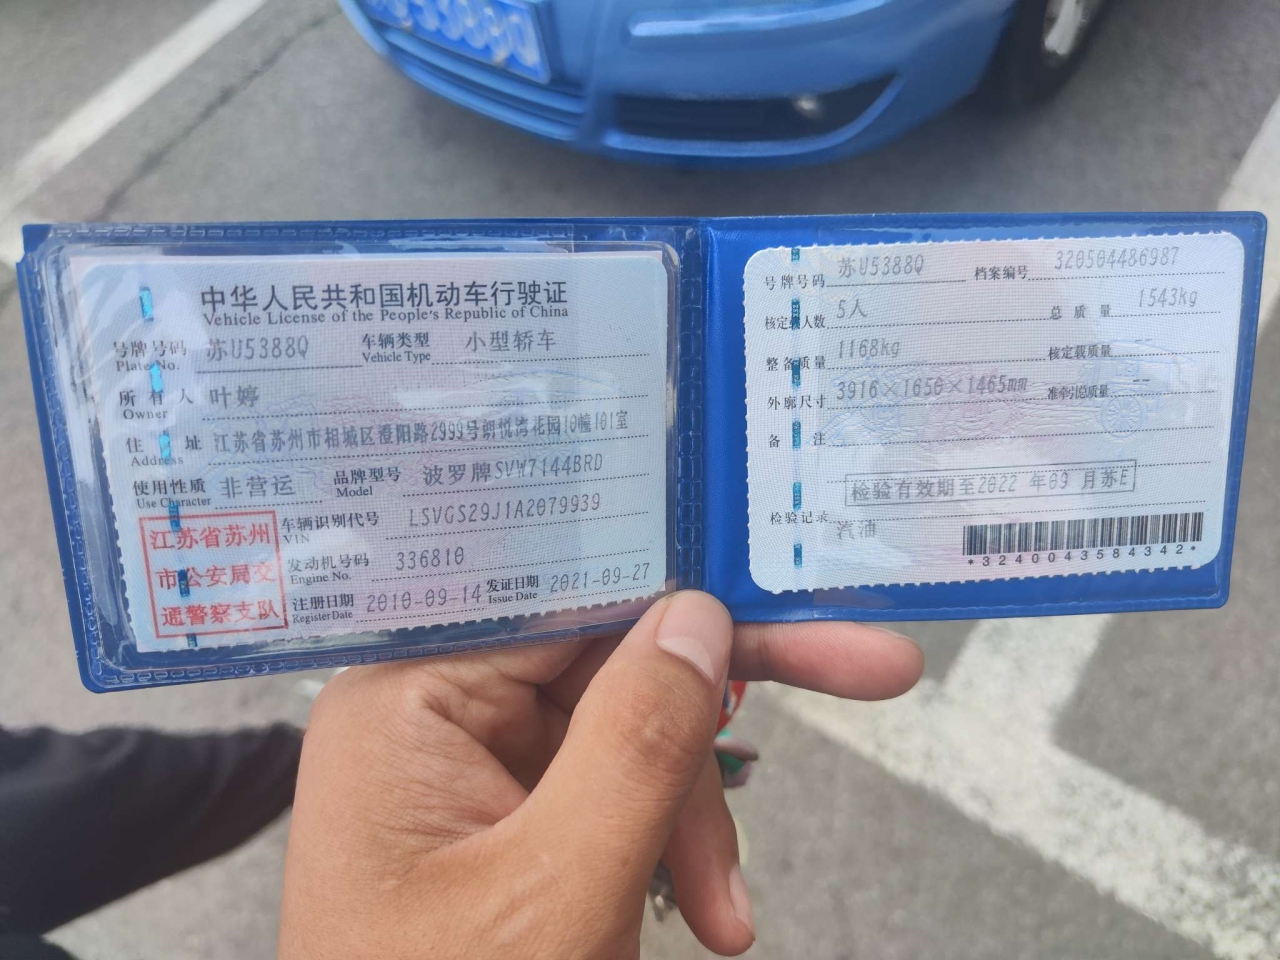 中华人民共和国机动车行驶证
Vehicle License of the People's Republic of China
号牌号码 苏U5388Q 车辆类型 小型轿车
Plate No. Vehicle Type
所有人 叶婷
Owner
住址 江苏省苏州市相城区澄阳路2999号朗悦湾花园10幢101室
Address
使用性质 非营运 品牌型号 波罗牌SVW7144BRD
Use Character Model
江苏省苏州
市公安局交
通警察支队
车辆识别代号 LSVGS29J1A2079939
VIN
发动机号码 336810
Engine No.
注册日期 2010-09-14 发证日期 2021-09-27
Register Date Issue Date
号牌号码 苏U5388Q 档案编号 320504486987
核定载人数 5人 总质量 1543kg
整备质量 1168kg 核定载质量 --
外廓尺寸 3916×1650×1465mm 准牵引总质量 --
备注
检验有效期至2022年09月苏E
检验记录
汽油
*3240043584342*